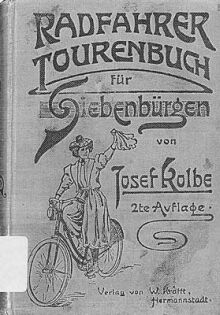 RADFAHRER
TOURENBUCH
für
Siebenbürgen
von
Josef Kolbe
2te Auflage.
Verlag von W. Krafft,
Hermannstadt.